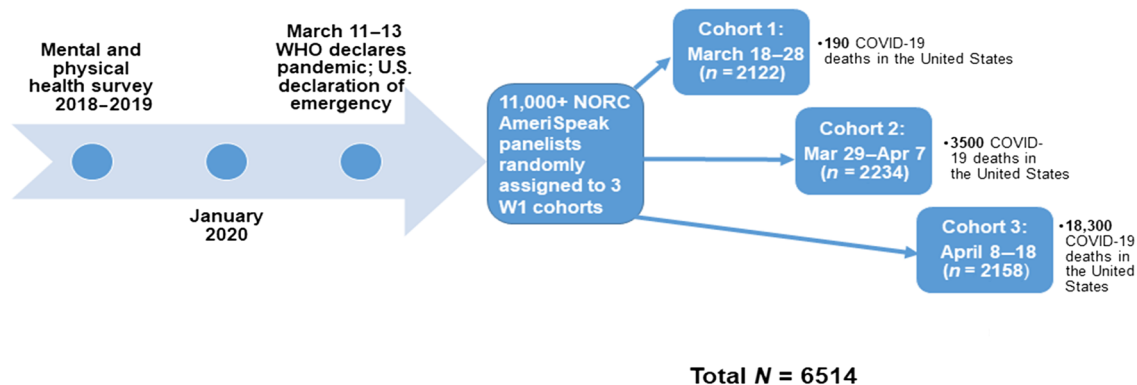 Mental and
physical
health survey
2018–2019
January
2020
March 11–13
WHO declares
pandemic; U.S.
declaration of
emergency
11,000+ NORC
AmeriSpeak
panelists
randomly
assigned to 3
W1 cohorts
Cohort 1:
March 18–28
(n = 2122)
•190 COVID-19
deaths in the United States
Cohort 2:
Mar 29–Apr 7
(n = 2234)
•3500 COVID-
19 deaths in
the United States
Cohort 3:
April 8–18
(n = 2158)
•18,300
COVID-19
deaths in
the United
States
Total N = 6514